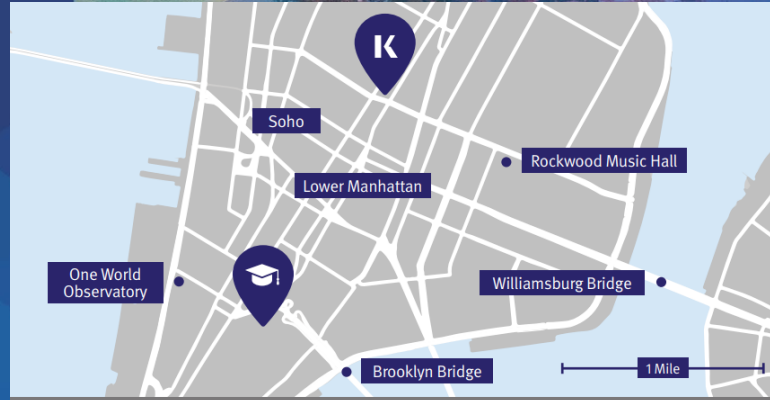 K
Soho
Rockwood Music Hall
Lower Manhattan
One World
Observatory
Williamsburg Bridge
Brooklyn Bridge
1 Mile